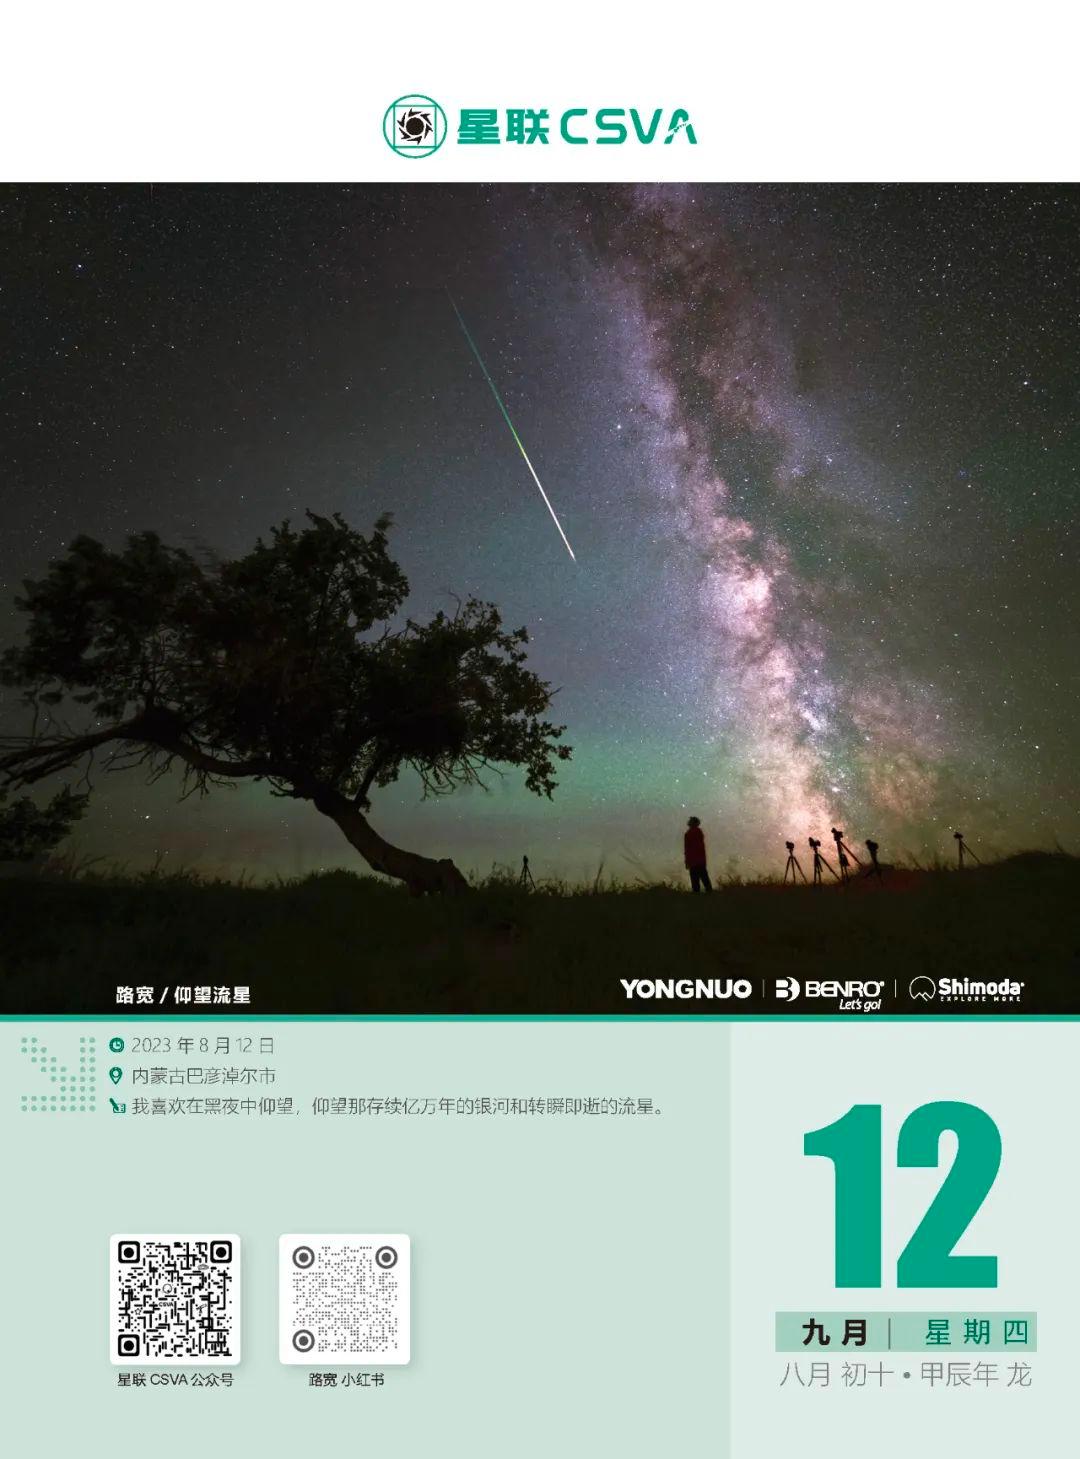 星联CSVA
路宽 / 仰望流星
YONGNUO | BENRO Let's go! | Shimoda EXPLORE MORE
2023 年 8 月 12 日
内蒙古巴彦淖尔市
我喜欢在黑夜中仰望，仰望那存续亿万年的银河和转瞬即逝的流星。
12
九月 | 星期四
八月 初十·甲辰年 龙
CSVA
星联 CSVA 公众号
路宽 小红书